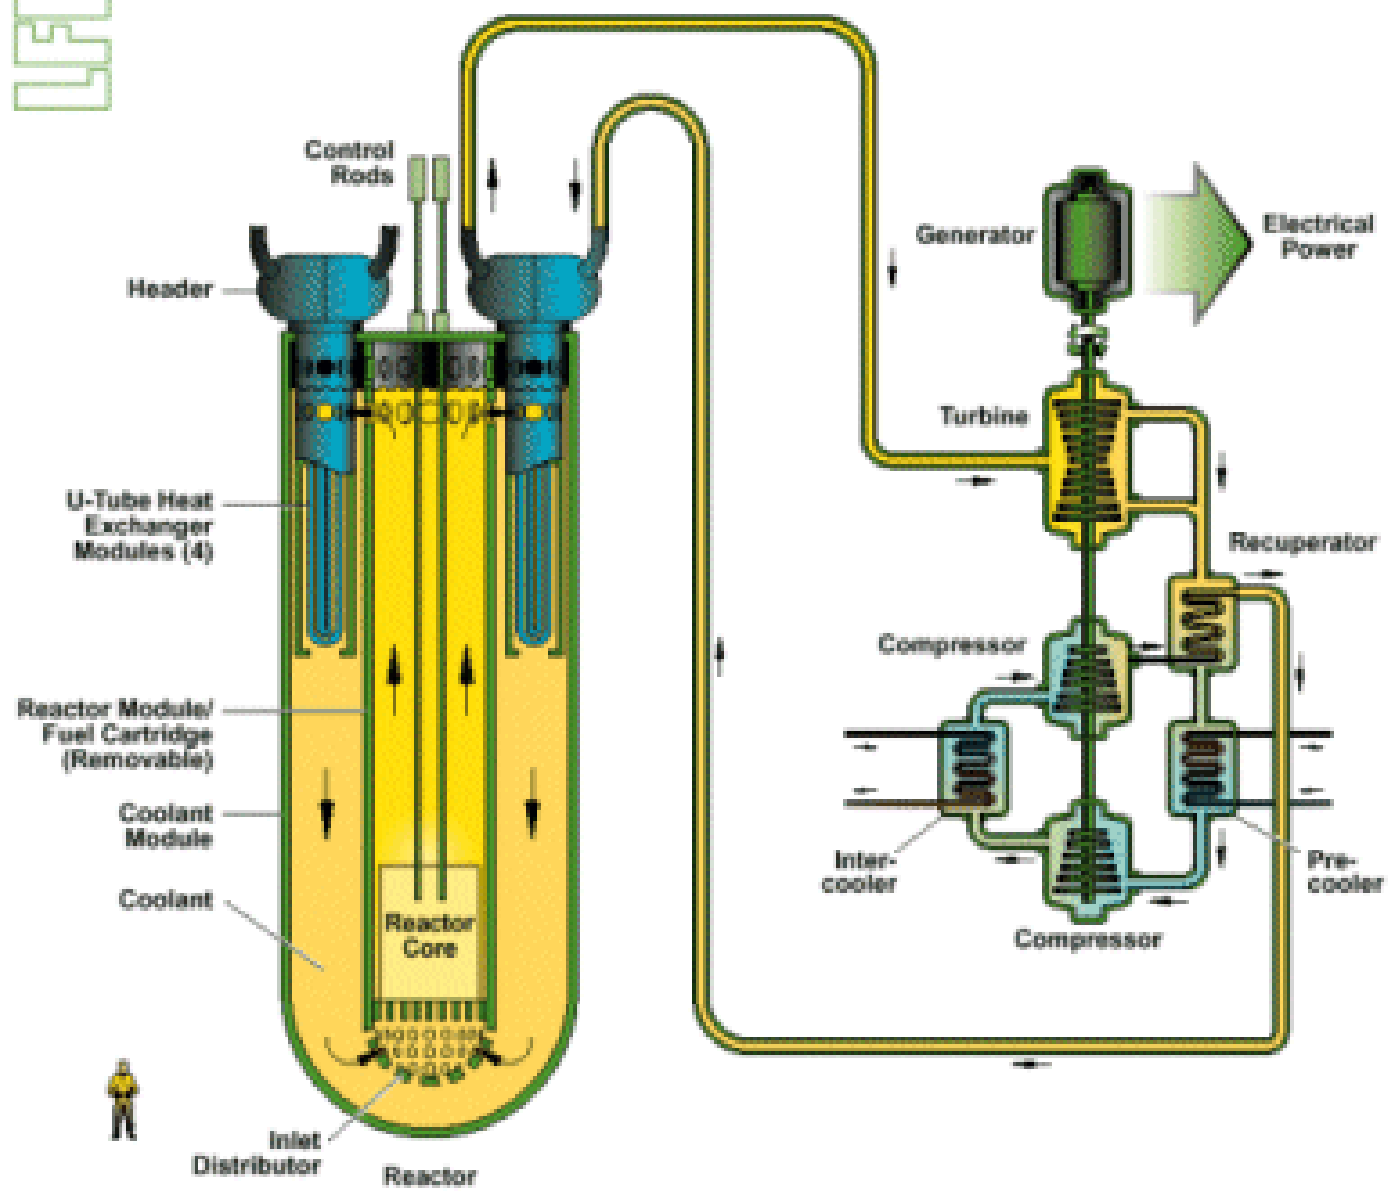 Control
Rods
Generator
Electrical
Power
Header
Turbine
U-Tube Heat
Exchanger
Modules (4)
Recuperator
Compressor
Reactor Module/
Fuel Cartridge
(Removable)
Coolant
Module
Inter-
cooler
Pre-
cooler
Coolant
Reactor
Core
Compressor
Inlet
Distributor
Reactor